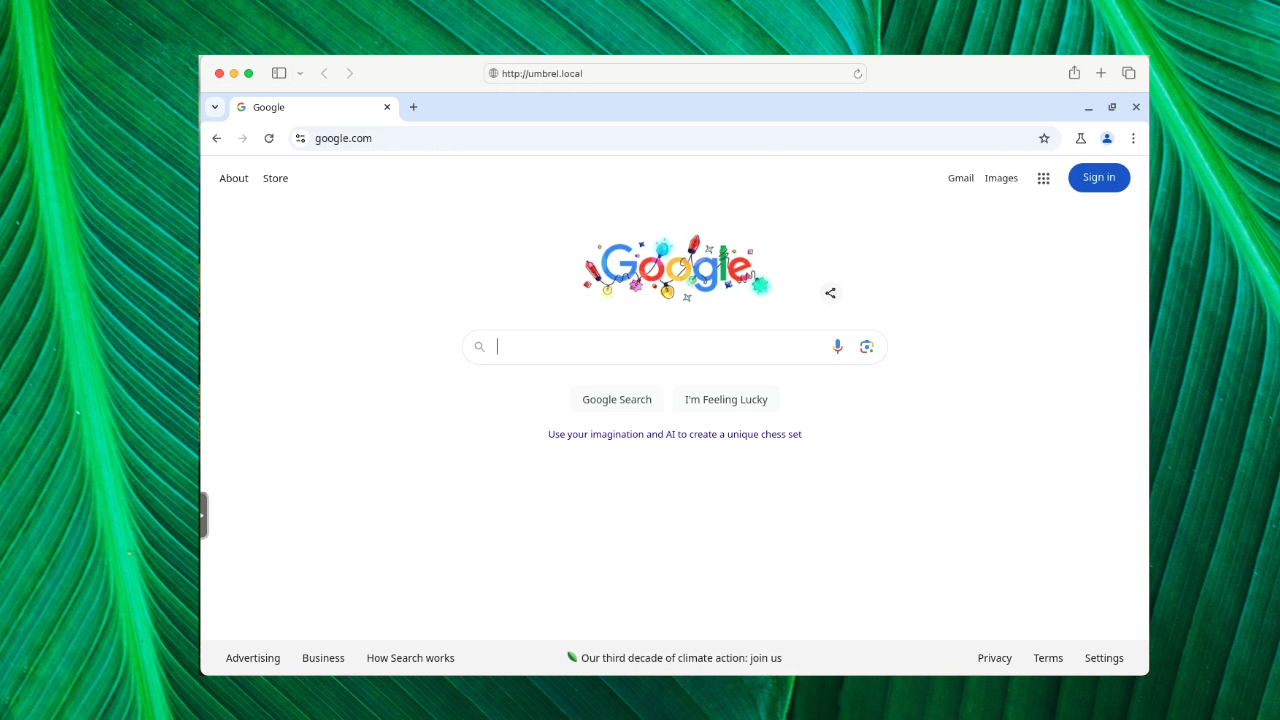 http://umbrel.local
Google
google.com
About Store Gmail Images Sign in
Google
Google Search I'm Feeling Lucky
Use your imagination and AI to create a unique chess set
Advertising Business How Search works Our third decade of climate action: join us Privacy Terms Settings